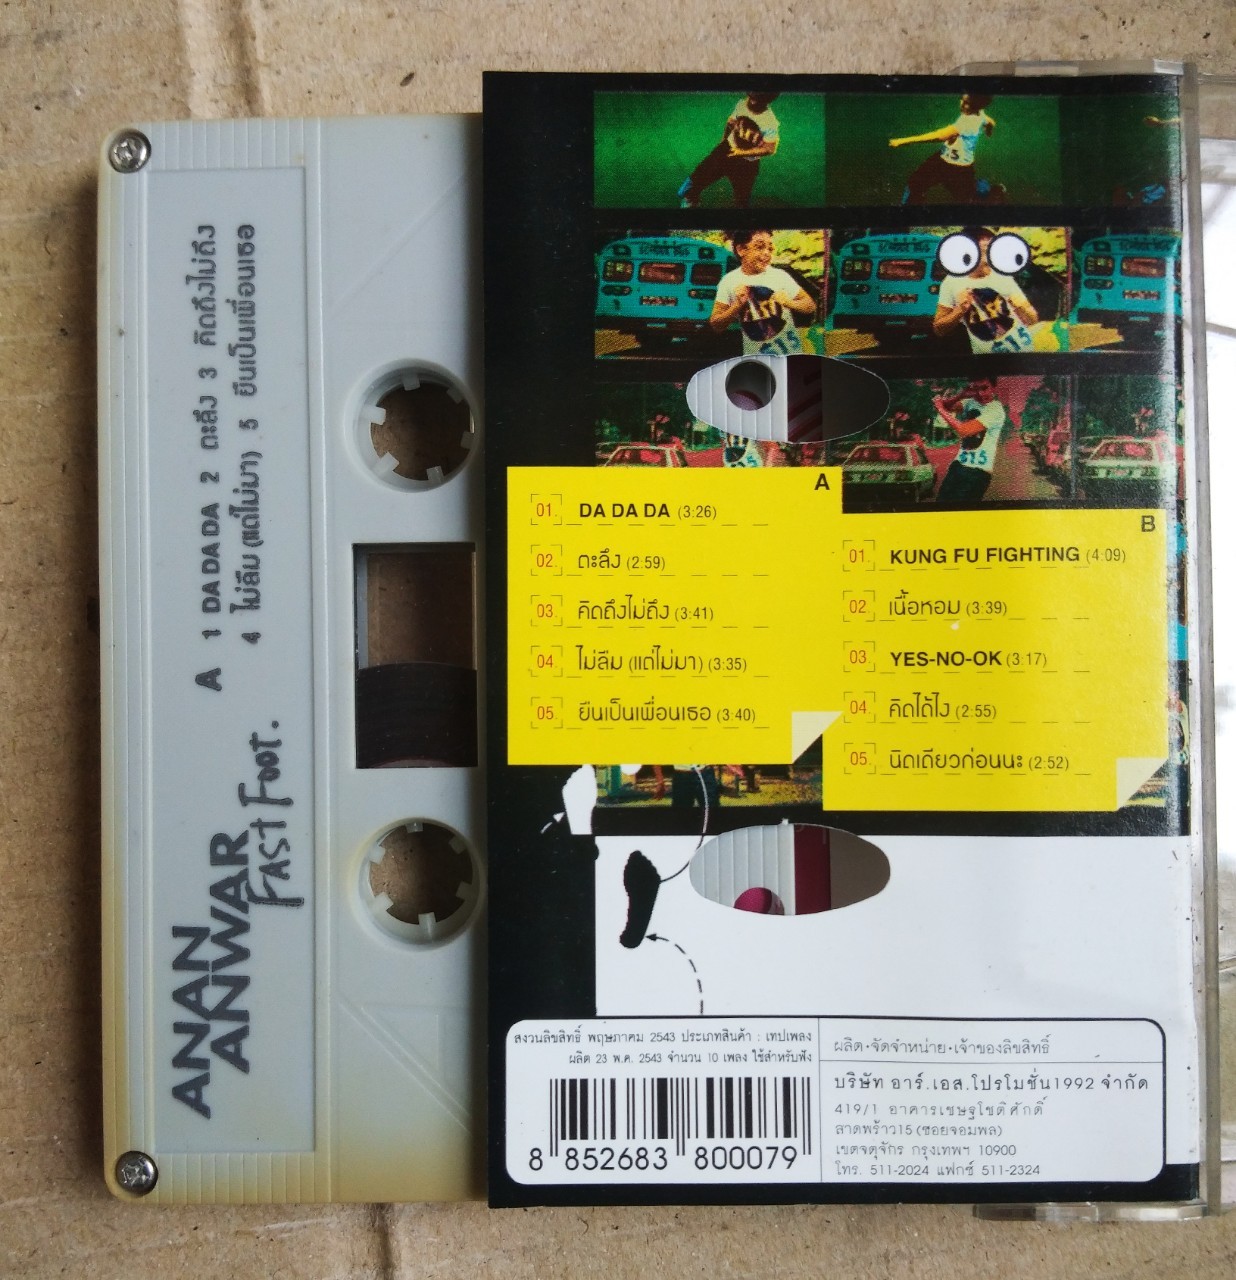 ANAN
ANWAR
FAST FOOT.
A 1 DA DA DA 2 ตะลึง 3 คิดถึงไม่ถึง
4 ไม่ลืม (แต่ไม่มา) 5 ยืนเป็นเพื่อนเธอ
SCHOOL BUS
SCHOOL BUS
515
515
515
A
01. DA DA DA (3:26)
02. ตะลึง (2:59)
03. คิดถึงไม่ถึง (3:41)
04. ไม่ลืม (แต่ไม่มา) (3:35)
05. ยืนเป็นเพื่อนเธอ (3:40)
B
01. KUNG FU FIGHTING (4:09)
02. เนื้อหอม (3:39)
03. YES-NO-OK (3:17)
04. คิดได้ไง (2:55)
05. นิดเดียวก่อนนะ (2:52)
สงวนลิขสิทธิ์ พฤษภาคม 2543 ประเภทสินค้า : เทปเพลง
ผลิต 23 พ.ค. 2543 จำนวน 10 เพลง ใช้สำหรับฟัง
8 852683 800079
ผลิต•จัดจำหน่าย•เจ้าของลิขสิทธิ์
บริษัท อาร์.เอส.โปรโมชั่น1992 จำกัด
419/1 อาคารเชษฐโชติศักดิ์
ลาดพร้าว15 (ซอยจอมพล)
เขตจตุจักร กรุงเทพฯ 10900
โทร. 511-2024 แฟกซ์ 511-2324